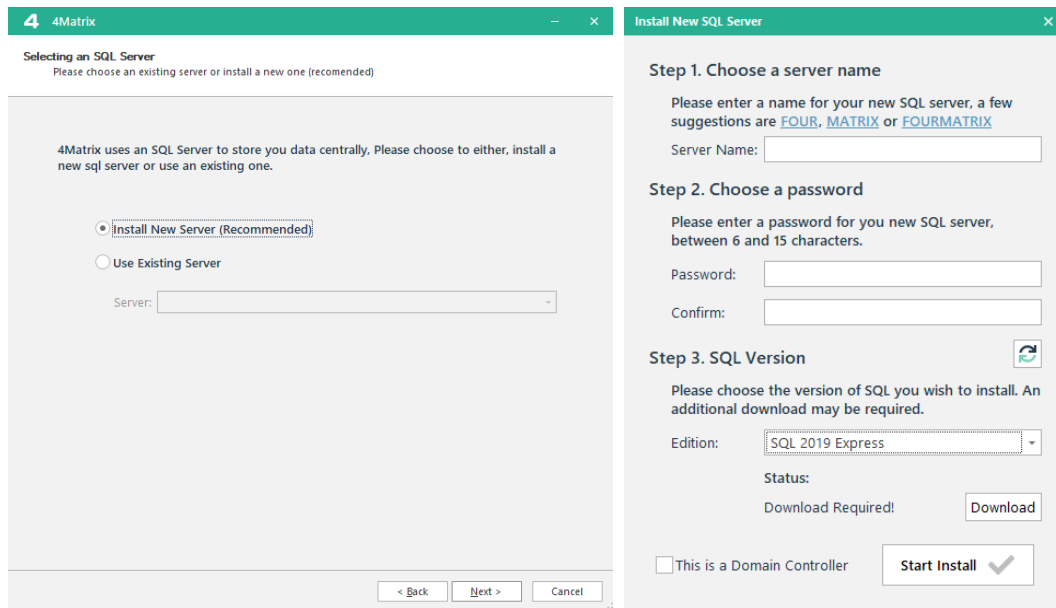 4 4Matrix
Selecting an SQL Server
Please choose an existing server or install a new one (recomended)
4Matrix uses an SQL Server to store you data centrally, Please choose to either, install a
new sql server or use an existing one.
Install New Server (Recommended)
Use Existing Server
Server:
< Back
Next >
Cancel
Install New SQL Server
Step 1. Choose a server name
Please enter a name for your new SQL server, a few
suggestions are FOUR, MATRIX or FOURMATRIX
Server Name:
Step 2. Choose a password
Please enter a password for you new SQL server,
between 6 and 15 characters.
Password:
Confirm:
Step 3. SQL Version
Please choose the version of SQL you wish to install. An
additional download may be required.
Edition: SQL 2019 Express
Status:
Download Required! Download
This is a Domain Controller Start Install